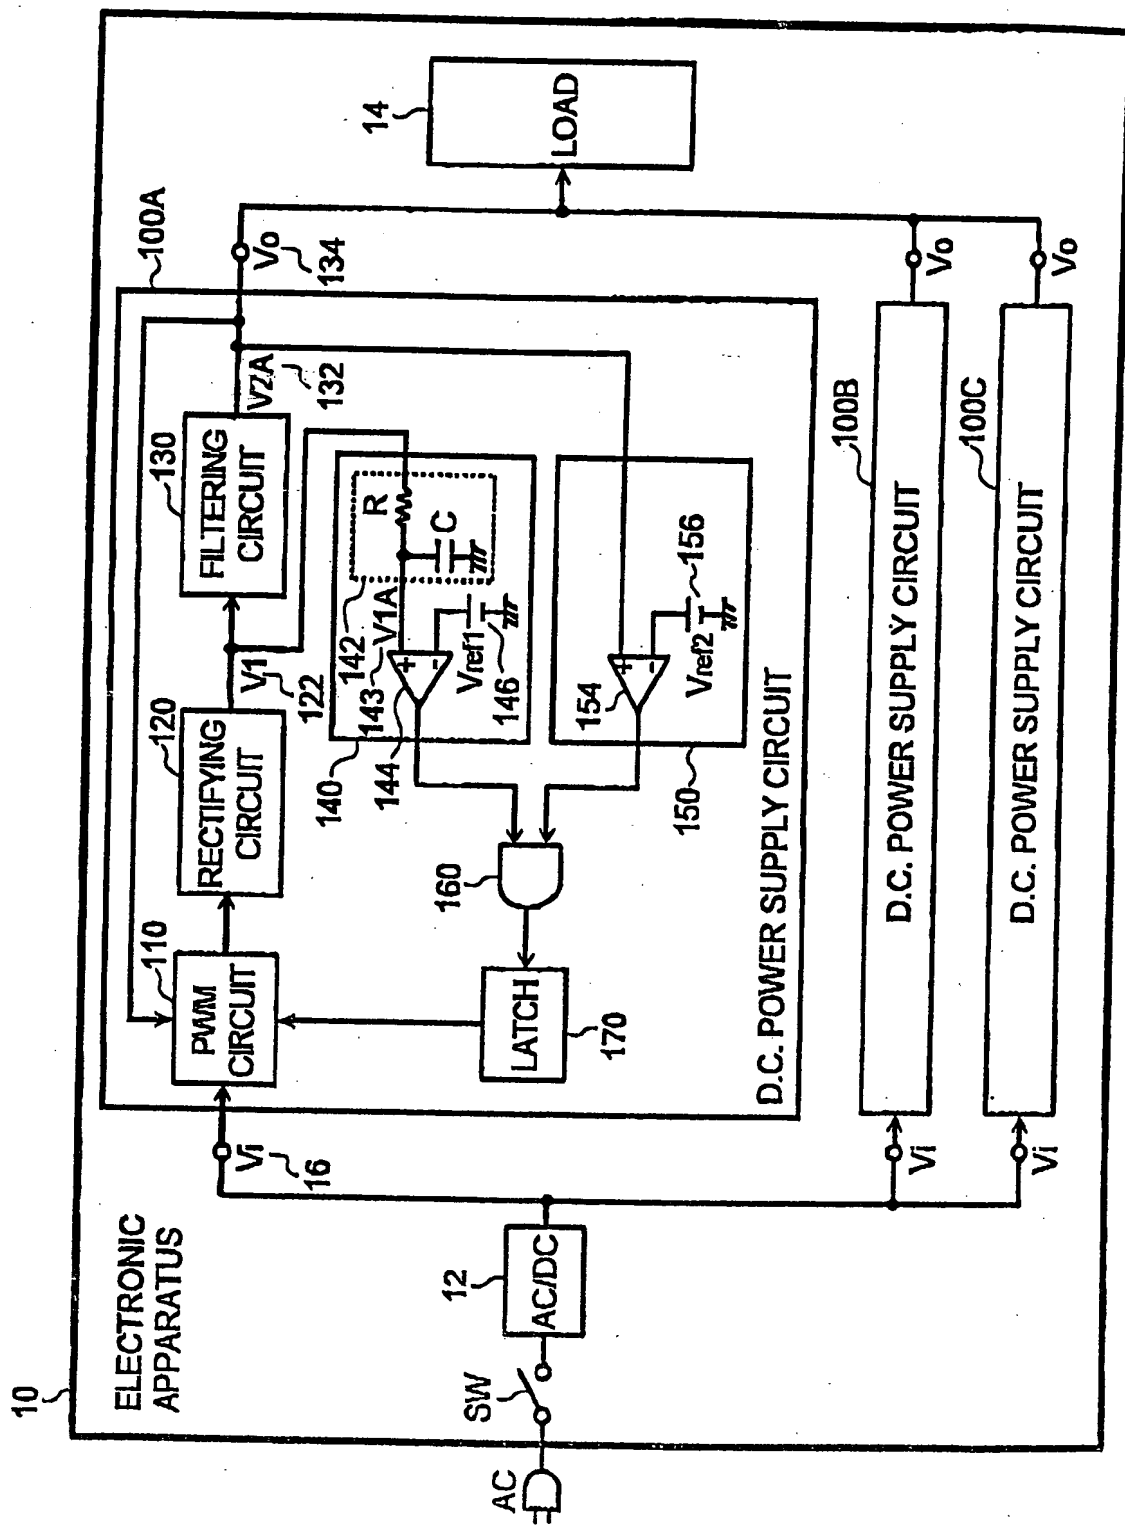 10
ELECTRONIC
APPARATUS
AC
SW
12
AC/DC
Vi
16
100A
110
PWM
CIRCUIT
120
RECTIFYING
CIRCUIT
V1
122
130
FILTERING
CIRCUIT
V2A
132
Vo
134
14
LOAD
140
142
143
V1A
R
C
144
+
-
Vref1
146
150
154
+
-
Vref2
156
160
LATCH
170
D.C. POWER SUPPLY CIRCUIT
100B
Vi
D.C. POWER SUPPLY CIRCUIT
Vo
100C
Vi
D.C. POWER SUPPLY CIRCUIT
Vo